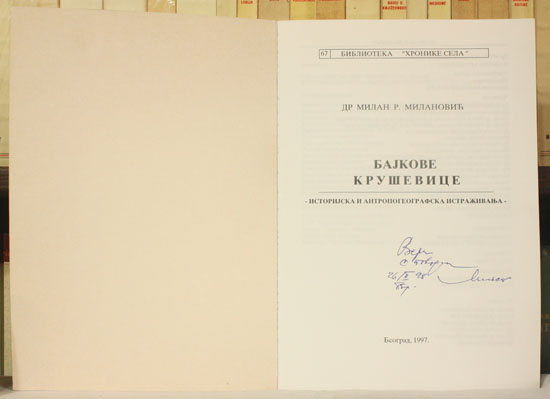 67 БИБЛИОТЕКА "ХРОНИКЕ СЕЛА"
ДР МИЛАН Р. МИЛАНОВИЋ
БАЈКОВЕ
КРУШЕВИЦЕ
- ИСТОРИЈСКА И АНТРОПОГЕОГРАФСКА ИСТРАЖИВАЊА -
Београд, 1997.